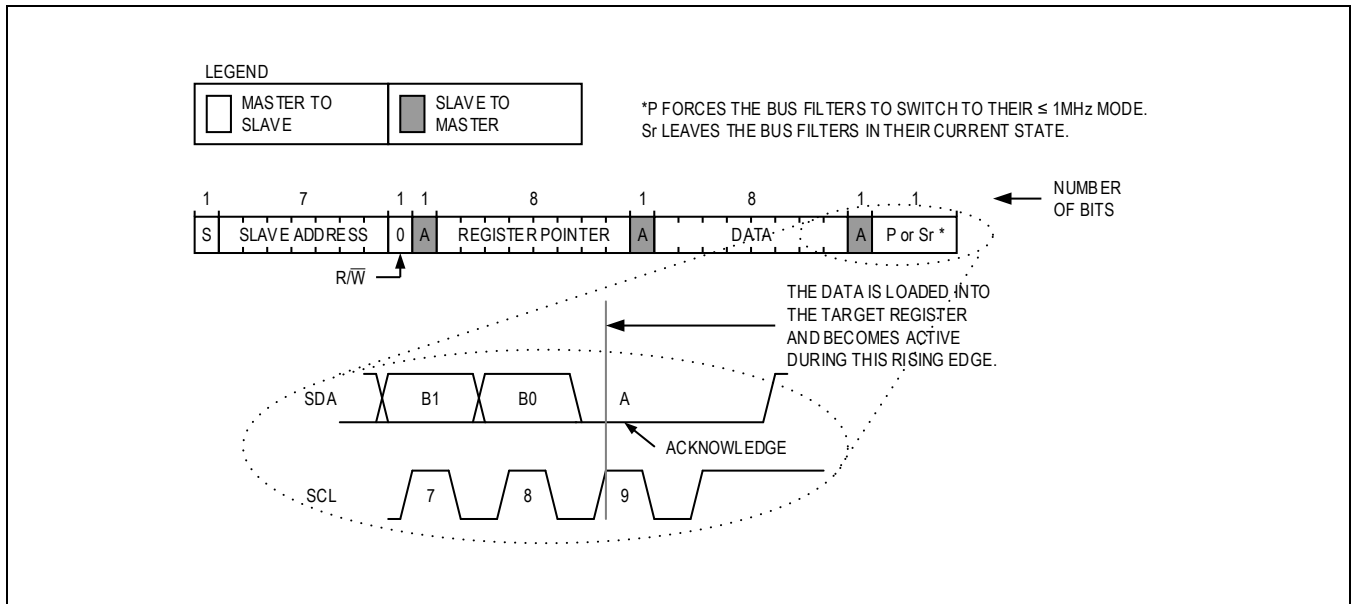 LEGEND
MASTER TO
SLAVE
SLAVE TO
MASTER
*P FORCES THE BUS FILTERS TO SWITCH TO THEIR ≤ 1MHz MODE.
Sr LEAVES THE BUS FILTERS IN THEIR CURRENT STATE.
1 7 1 1 8 1 8 1 1
NUMBER
OF BITS
S SLAVE ADDRESS 0 A REGISTER POINTER A DATA A P or Sr *
R/W̅
THE DATA IS LOADED INTO
THE TARGET REGISTER
AND BECOMES ACTIVE
DURING THIS RISING EDGE.
SDA B1 B0 A
ACKNOWLEDGE
SCL 7 8 9